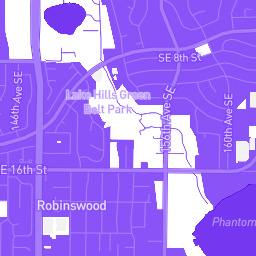 SE 8th St
146th Ave SE
Lake Hills Green
Belt Park
156th Ave SE
160th Ave SE
E 16th St
Robinswood
Phantom